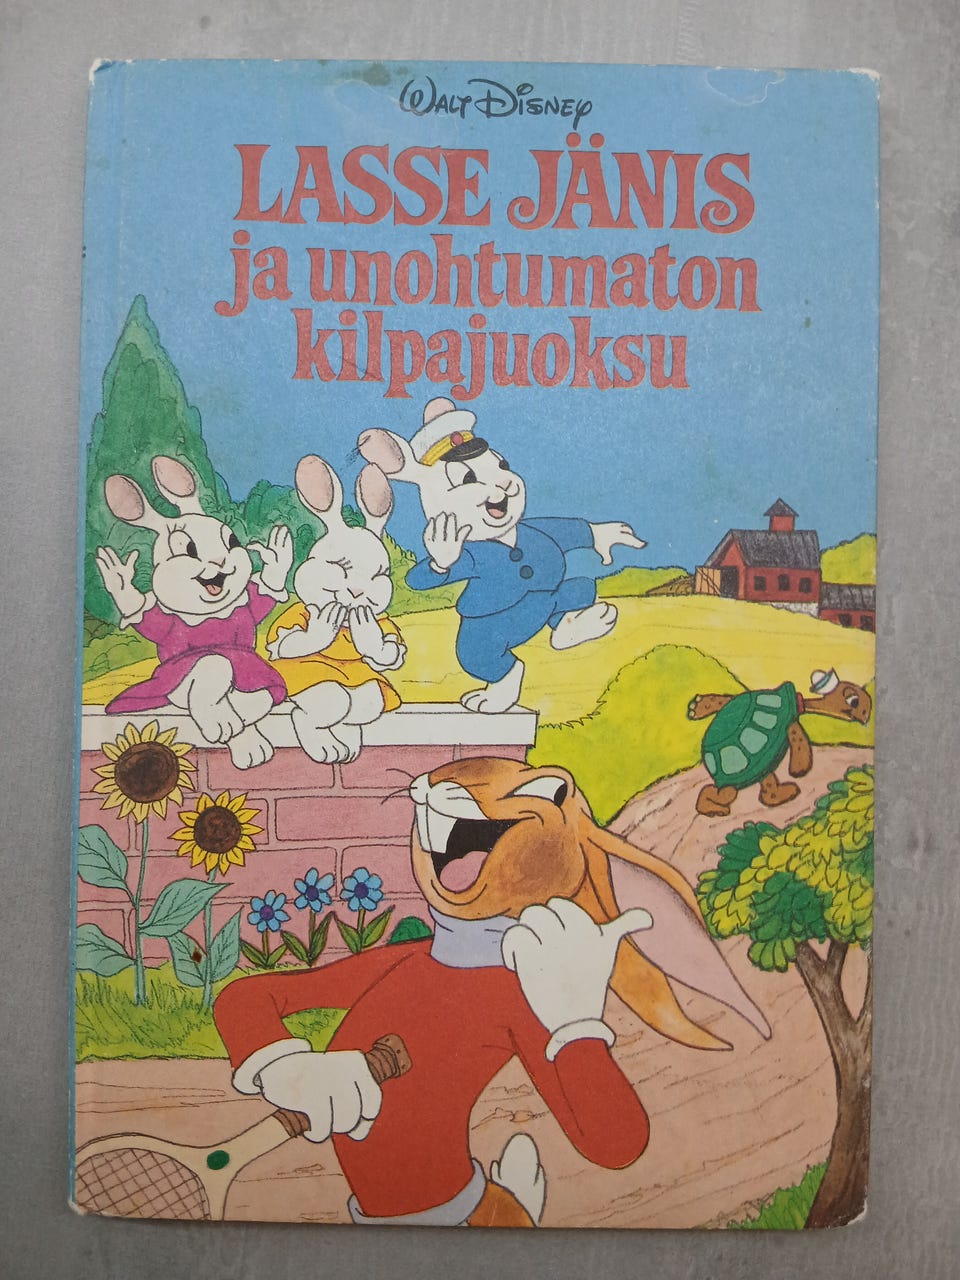 Walt Disney
LASSE JÄNIS
ja unohtumaton
kilpajuoksu